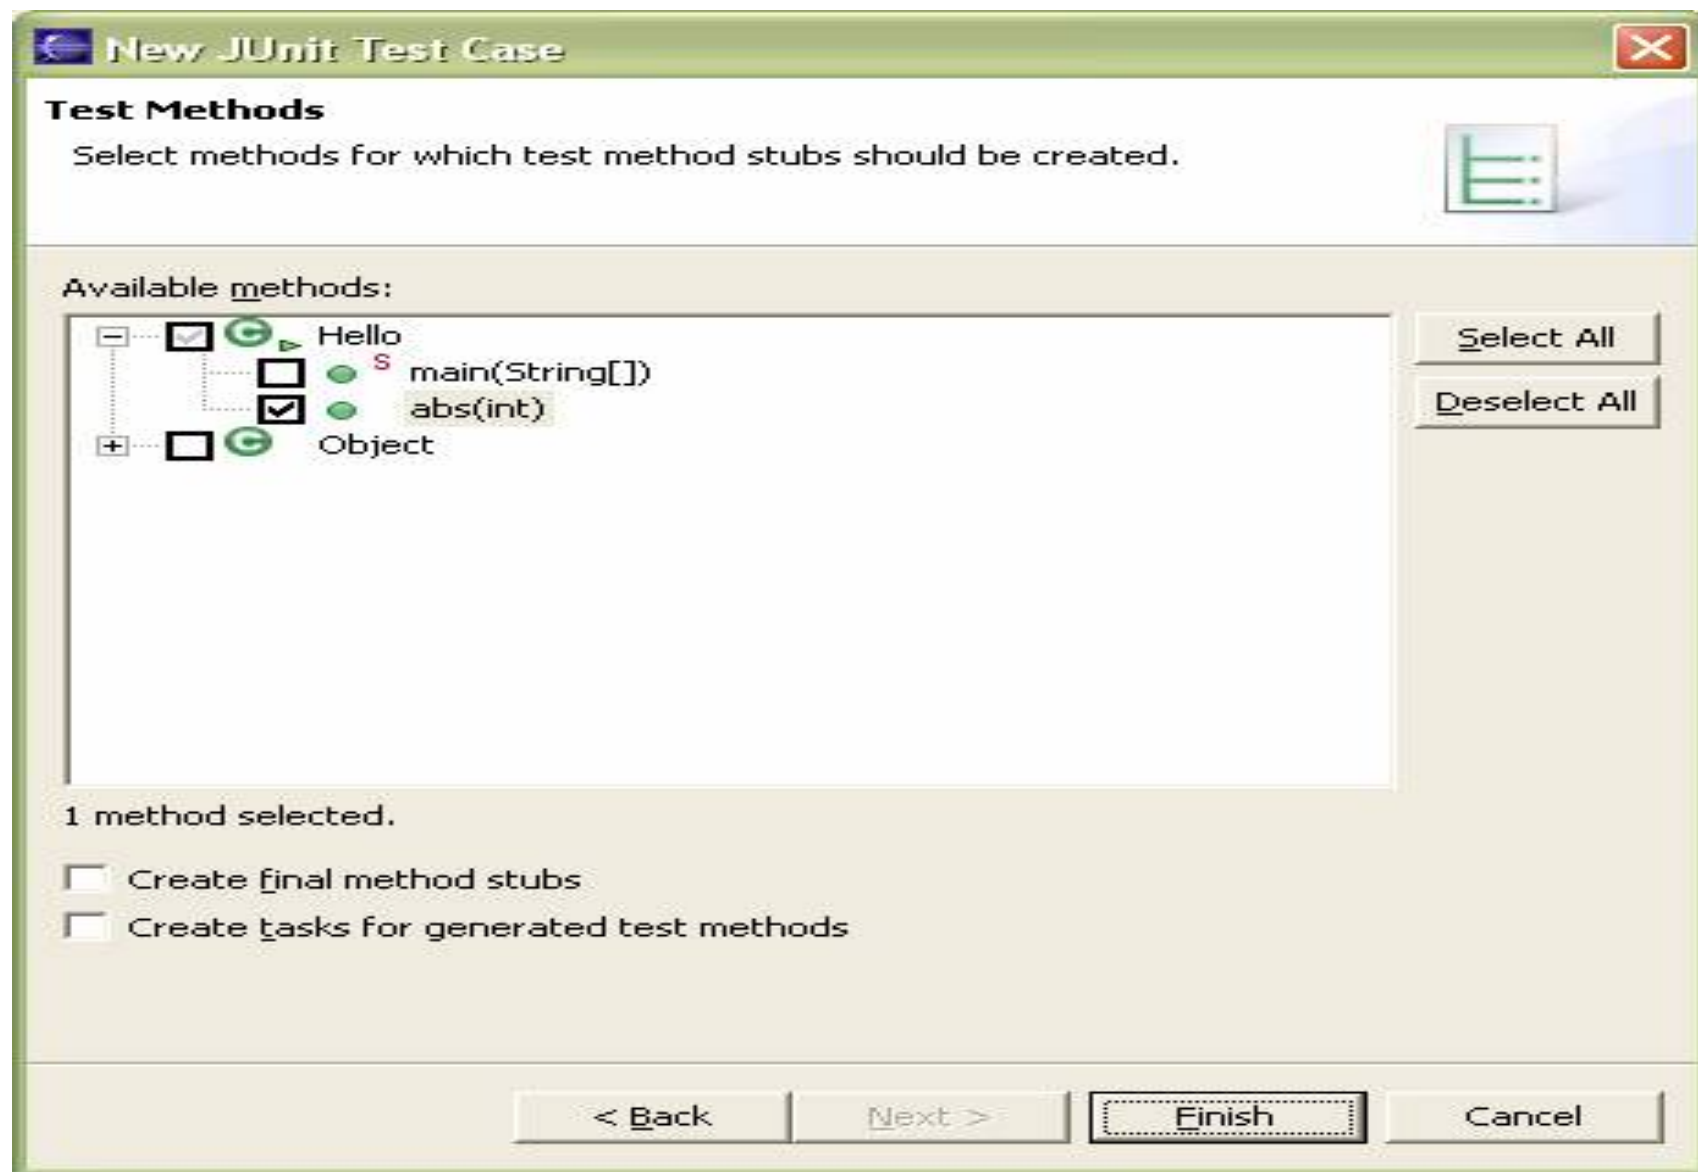 New JUnit Test Case
Test Methods
Select methods for which test method stubs should be created.
Available methods:
Hello
S main(String[])
abs(int)
Object
Select All
Deselect All
1 method selected.
Create final method stubs
Create tasks for generated test methods
< Back Next > Finish Cancel